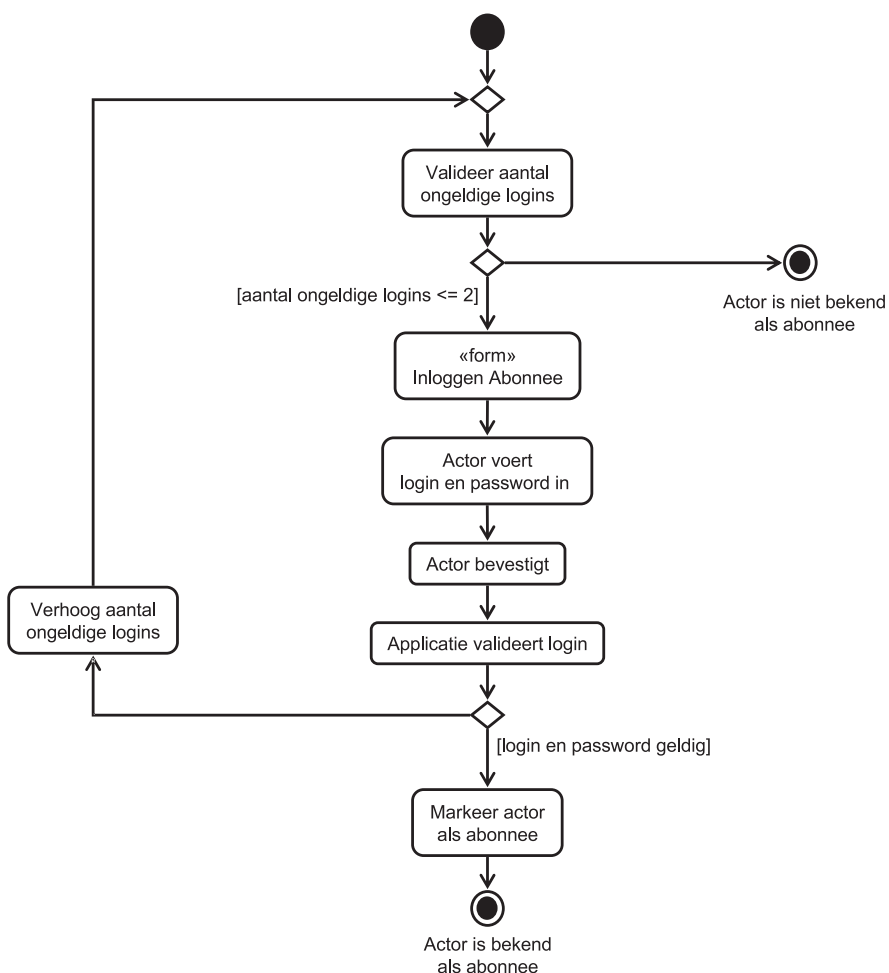 Valideer aantal
ongeldige logins
[aantal ongeldige logins <= 2]
Actor is niet bekend
als abonnee
«form»
Inloggen Abonnee
Actor voert
login en password in
Actor bevestigt
Verhoog aantal
ongeldige logins
Applicatie valideert login
[login en password geldig]
Markeer actor
als abonnee
Actor is bekend
als abonnee